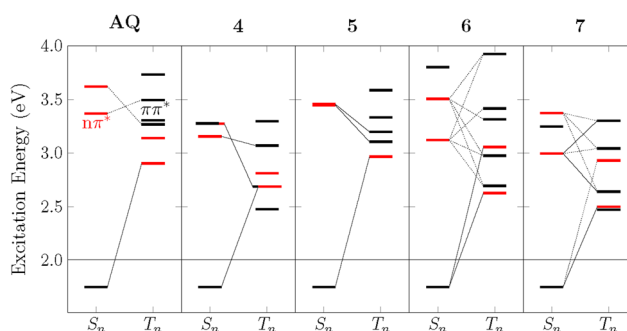 AQ 4 5 6 7
Excitation Energy (eV)
4.0
3.5
3.0
2.5
2.0
nπ*
ππ*
Sₙ Tₙ Sₙ Tₙ Sₙ Tₙ Sₙ Tₙ Sₙ Tₙ